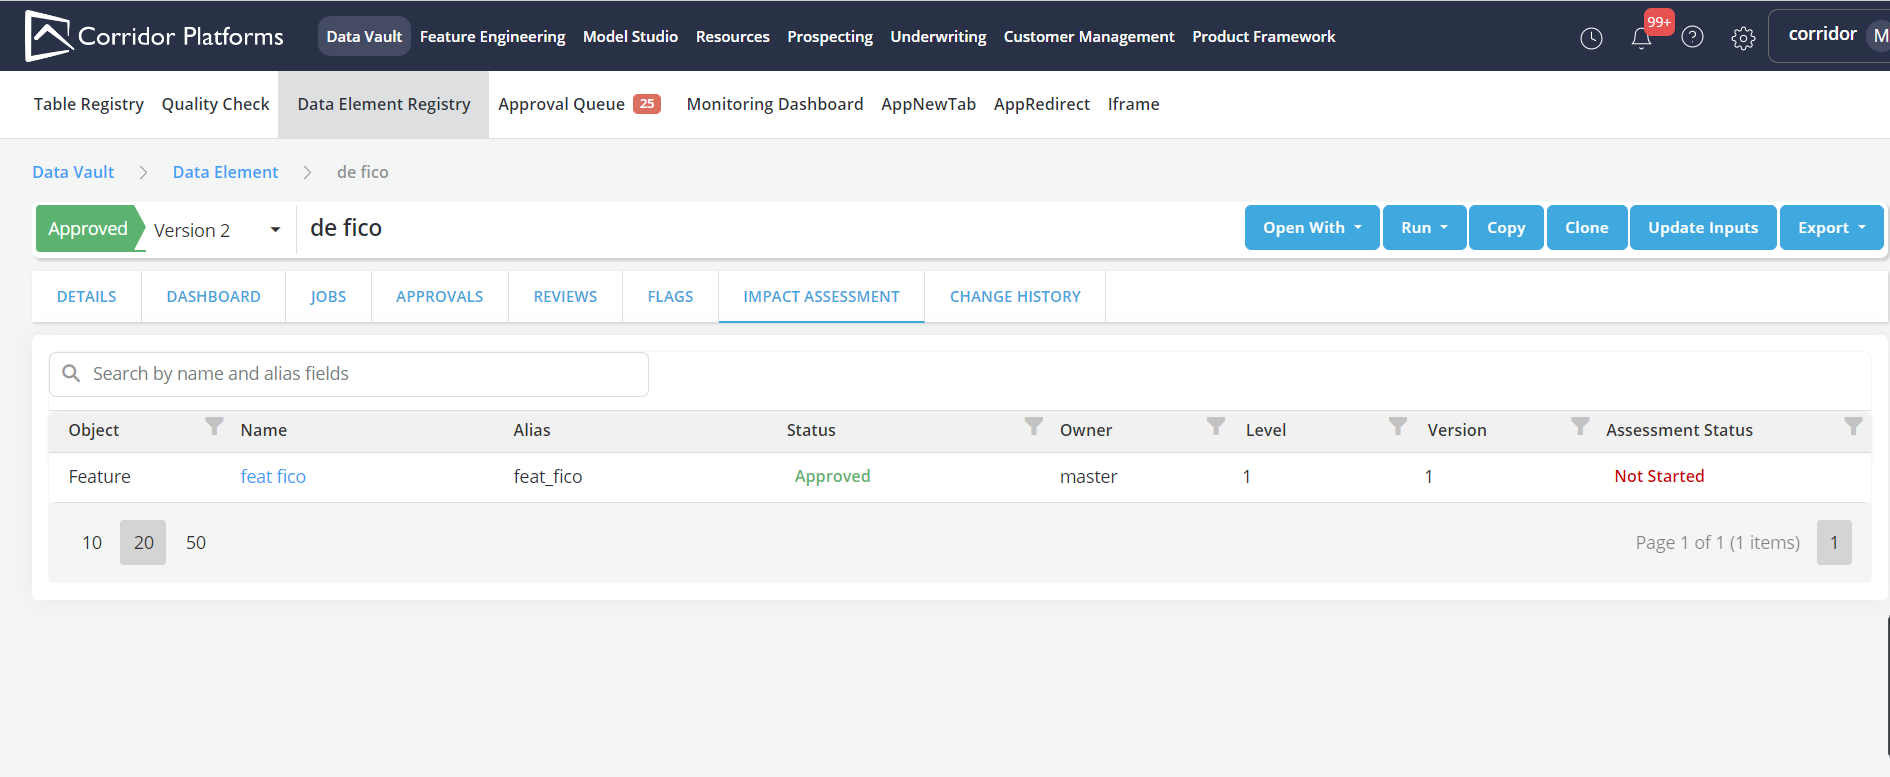 Corridor Platforms Data Vault Feature Engineering Model Studio Resources Prospecting Underwriting Customer Management Product Framework 99+ corridor M
Table Registry Quality Check Data Element Registry Approval Queue 25 Monitoring Dashboard AppNewTab AppRedirect Iframe
Data Vault > Data Element > de fico
Approved Version 2 de fico Open With Run Copy Clone Update Inputs Export
DETAILS DASHBOARD JOBS APPROVALS REVIEWS FLAGS IMPACT ASSESSMENT CHANGE HISTORY
Search by name and alias fields
Object Name Alias Status Owner Level Version Assessment Status
Feature feat fico feat_fico Approved master 1 1 Not Started
10 20 50 Page 1 of 1 (1 items) 1